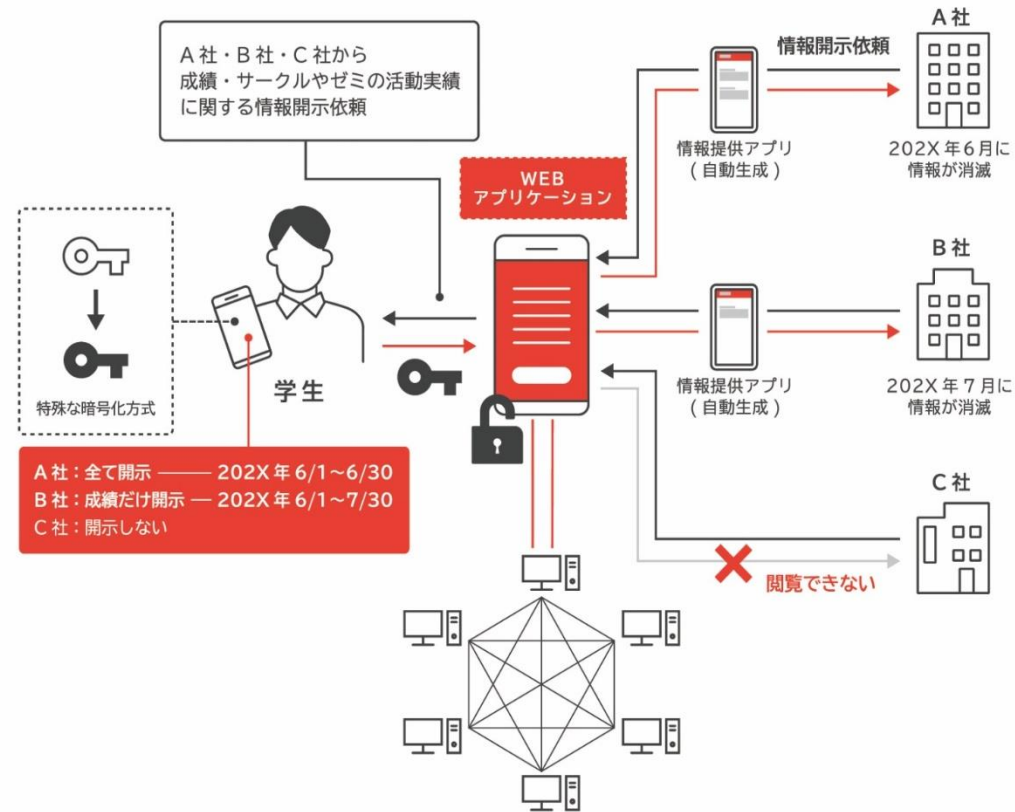 A社・B社・C社から
成績・サークルやゼミの活動実績
に関する情報開示依頼
WEB
アプリケーション
情報開示依頼
A社
情報提供アプリ
(自動生成)
202X年6月に
情報が消滅
特殊な暗号化方式
学生
B社
情報提供アプリ
(自動生成)
202X年7月に
情報が消滅
A社：全て開示 ――― 202X年6/1～6/30
B社：成績だけ開示 ― 202X年6/1～7/30
C社：開示しない
C社
閲覧できない